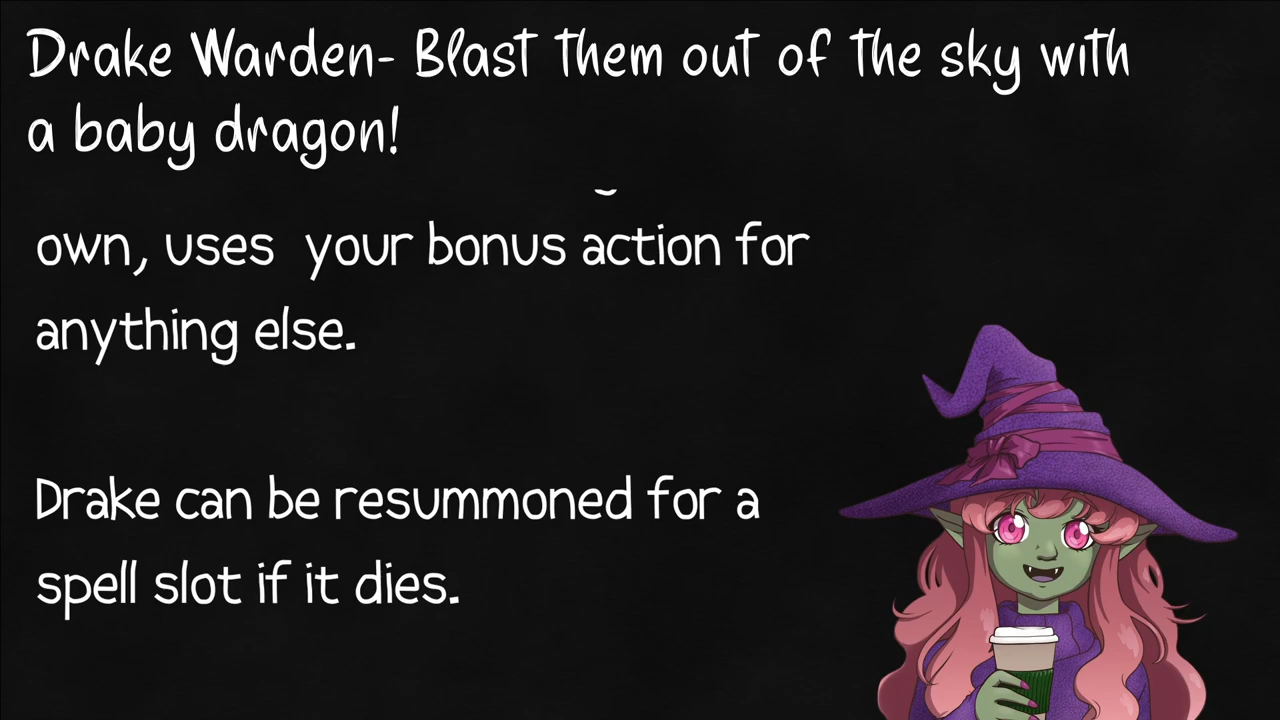 Drake Warden- Blast them out of the sky with
a baby dragon!
own, uses  your bonus action for
anything else.
Drake can be resummoned for a
spell slot if it dies.